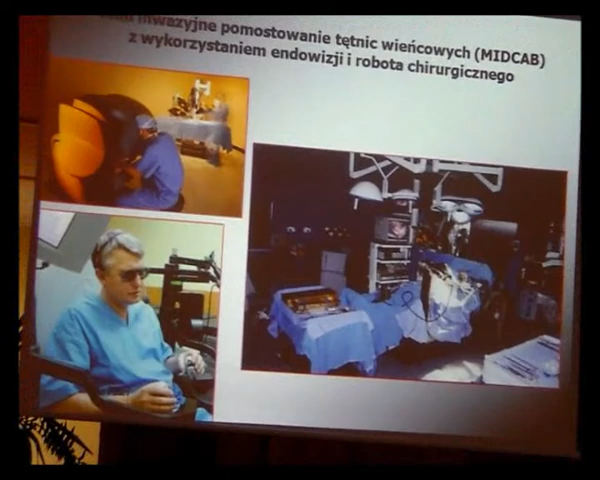 inwazyjne pomostowanie tętnic wieńcowych (MIDCAB)
z wykorzystaniem endowizji i robota chirurgicznego